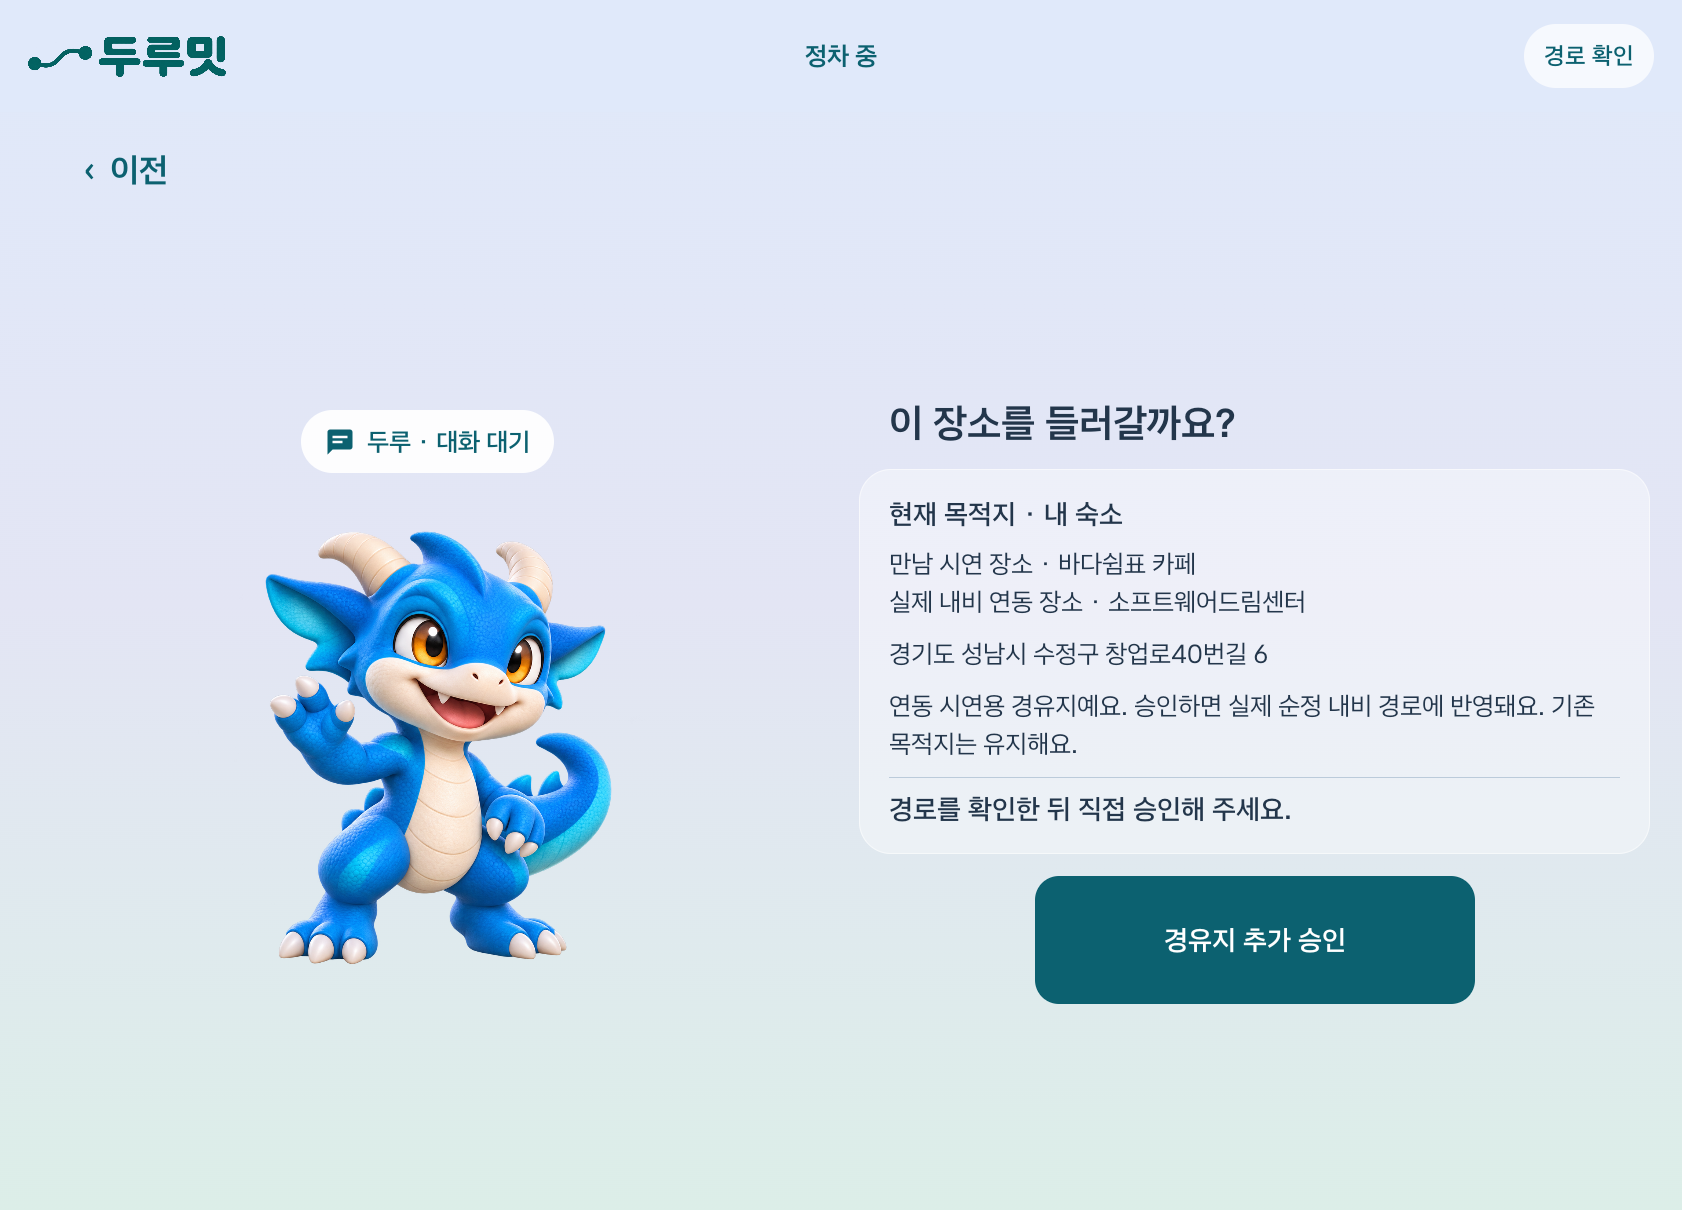 두루밋
정차 중
경로 확인
‹ 이전
두루 · 대화 대기
이 장소를 들러갈까요?
현재 목적지 · 내 숙소
만남 시연 장소 · 바다쉼표 카페
실제 내비 연동 장소 · 소프트웨어드림센터
경기도 성남시 수정구 창업로40번길 6
연동 시연용 경유지예요. 승인하면 실제 순정 내비 경로에 반영돼요. 기존
목적지는 유지해요.
경로를 확인한 뒤 직접 승인해 주세요.
경유지 추가 승인